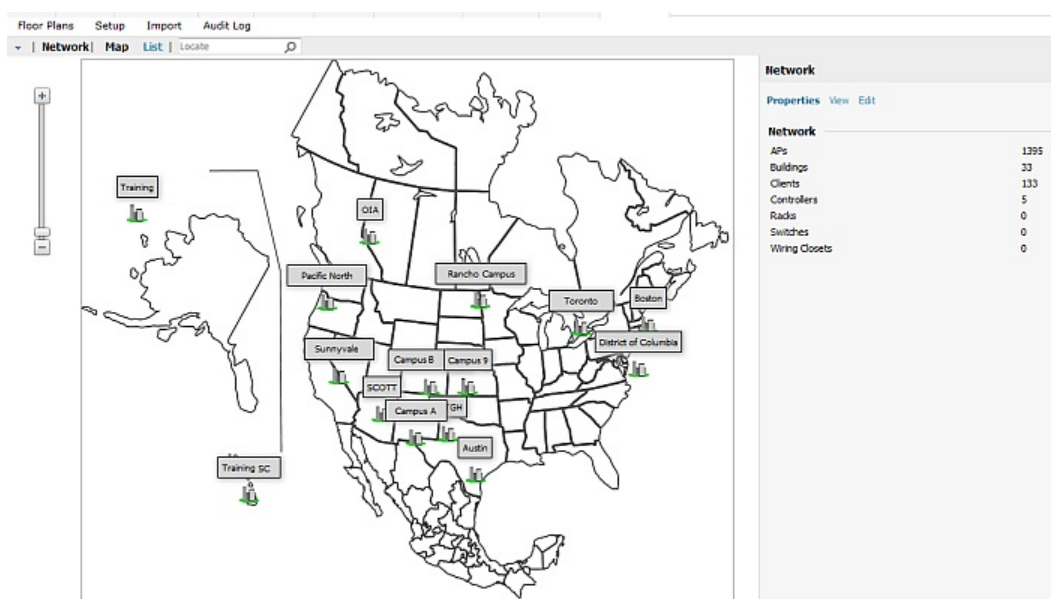 Floor Plans Setup Import Audit Log
| Network | Map List | Locate
Network
Properties View Edit
Network
APs 1395
Buildings 33
Clients 133
Controllers 5
Racks 0
Switches 0
Wiring Closets 0
Training
OIA
Pacific North
Rancho Campus
Toronto
Boston
District of Columbia
Sunnyvale
Campus B
Campus 9
SCOTT
Campus A
Austin
Training SC